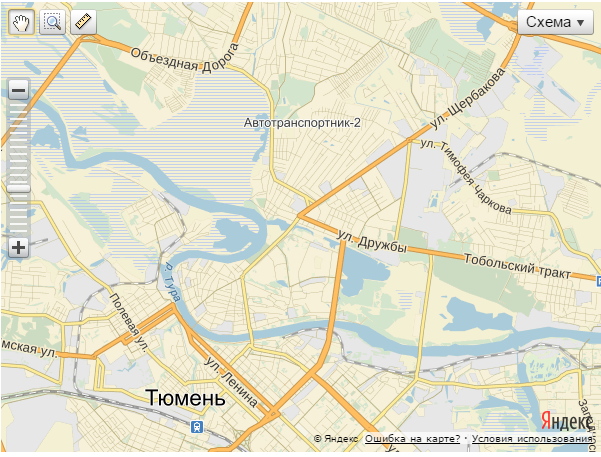 Схема
Объездная Дорога
ул. Щербакова
Автотранспортник-2
ул. Тимофея Чаркова
ул. Дружбы
Тобольский тракт
р. Тура
Полевая ул.
мская ул.
ул. Ленина
Тюмень
Яндекс
© Яндекс Ошибка на карте? · Условия использования